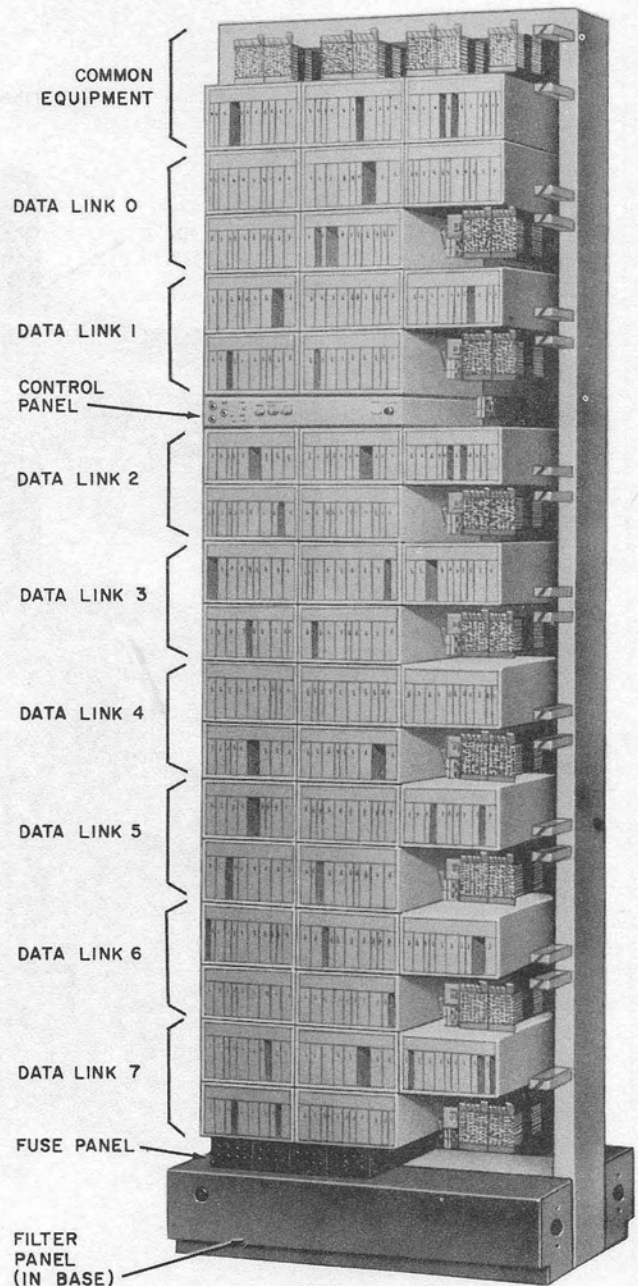 COMMON
EQUIPMENT
DATA LINK 0
DATA LINK 1
CONTROL
PANEL
DATA LINK 2
DATA LINK 3
DATA LINK 4
DATA LINK 5
DATA LINK 6
DATA LINK 7
FUSE PANEL
FILTER
PANEL
(IN BASE)